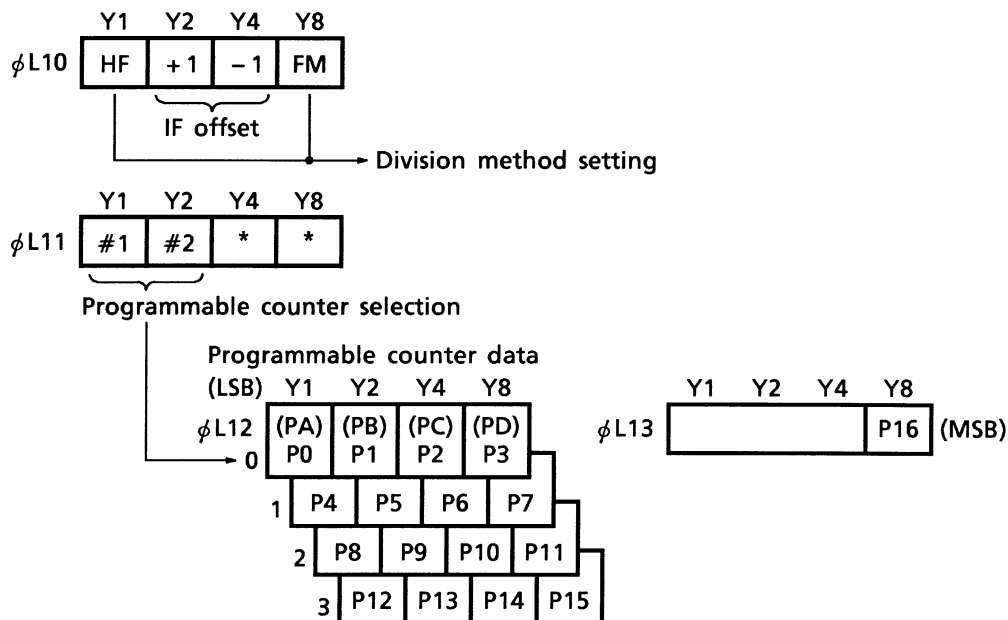 Y1 Y2 Y4 Y8
ϕL10 HF +1 −1 FM
IF offset
Division method setting
Y1 Y2 Y4 Y8
ϕL11 #1 #2 * *
Programmable counter selection
Programmable counter data
(LSB) Y1 Y2 Y4 Y8
ϕL12 (PA) (PB) (PC) (PD)
0 P0 P1 P2 P3
1 P4 P5 P6 P7
2 P8 P9 P10 P11
3 P12 P13 P14 P15
Y1 Y2 Y4 Y8
ϕL13 P16 (MSB)